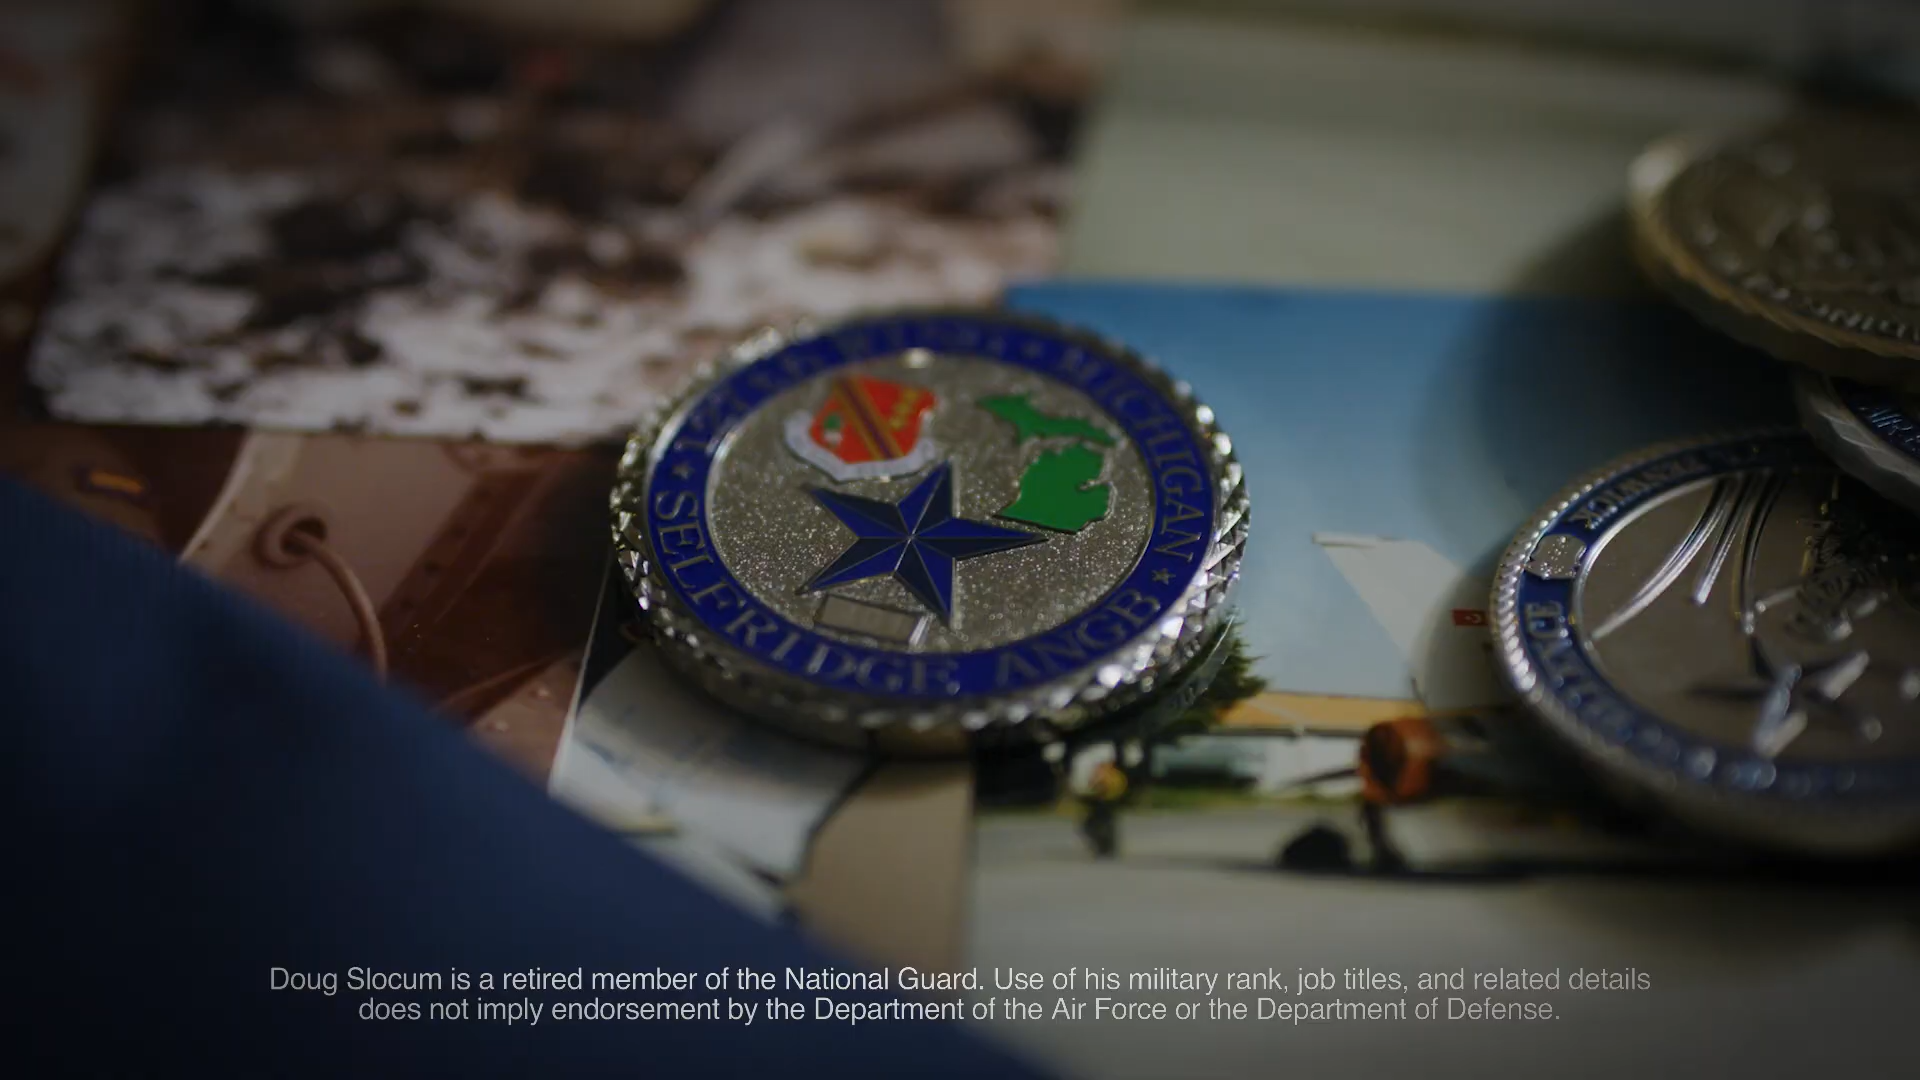 MICHIGAN
SELFRIDGE ANGB
Doug Slocum is a retired member of the National Guard. Use of his military rank, job titles, and related details
does not imply endorsement by the Department of the Air Force or the Department of Defense.